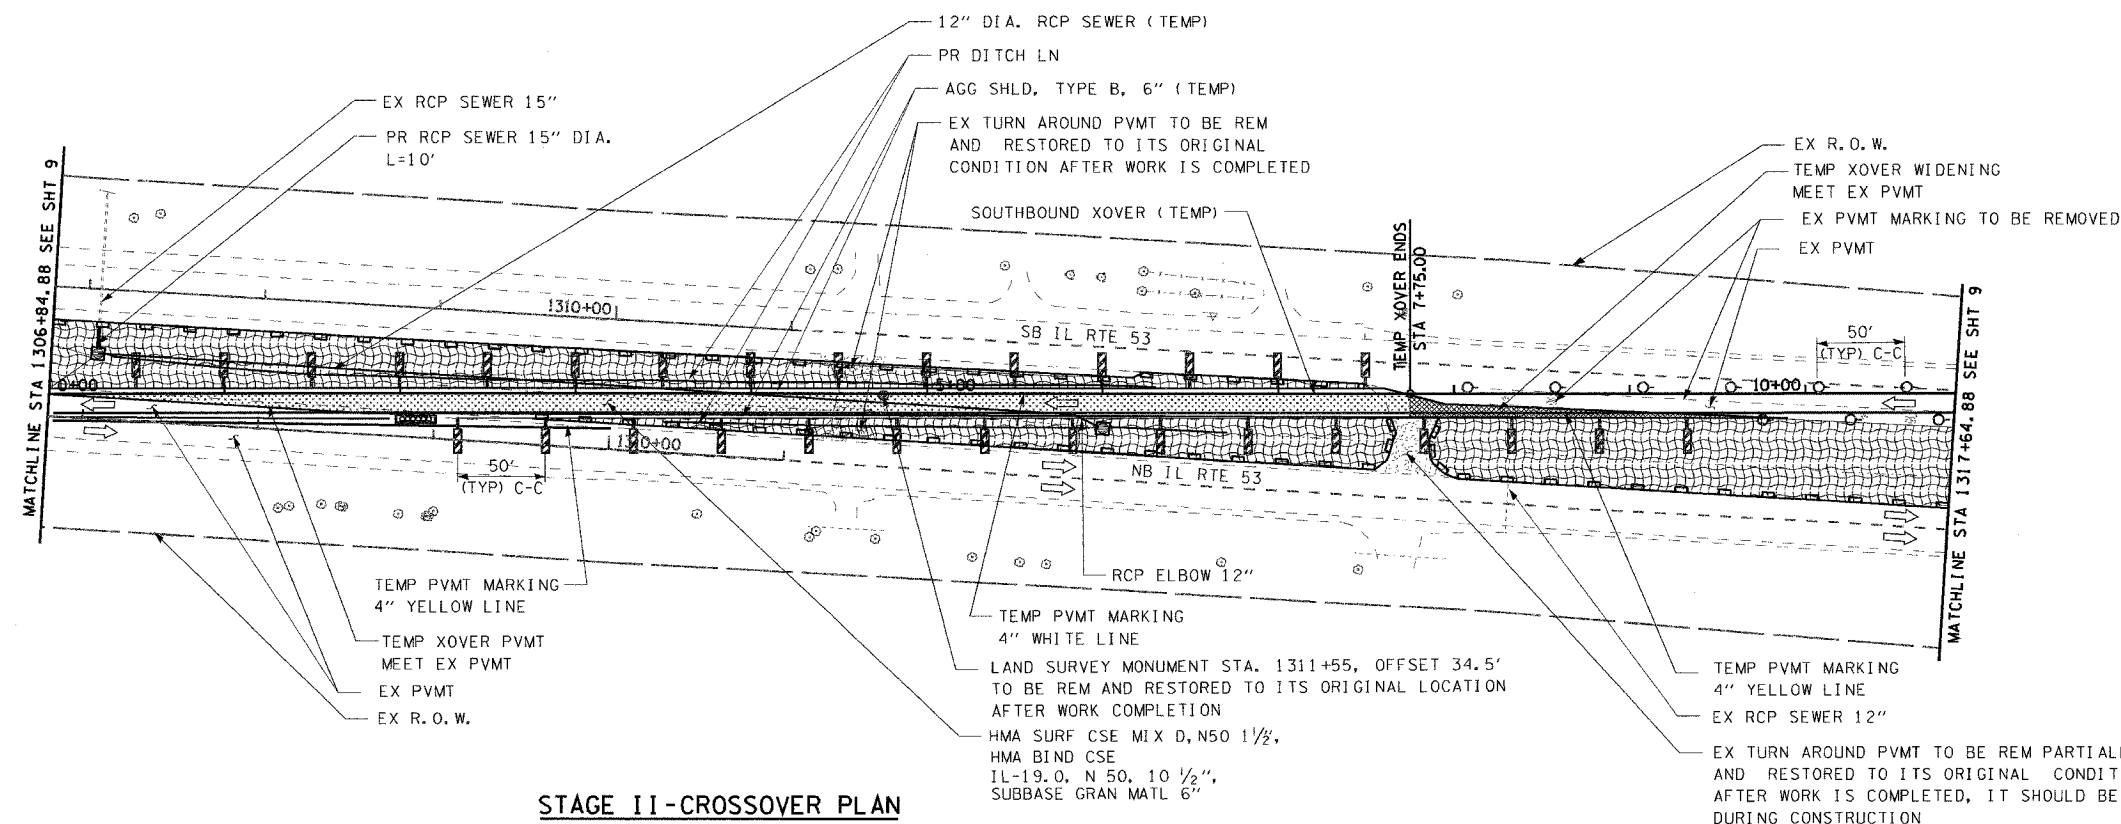 12" DIA. RCP SEWER (TEMP)
PR DITCH LN
AGG SHLD, TYPE B, 6" (TEMP)
EX TURN AROUND PVMT TO BE REM
AND RESTORED TO ITS ORIGINAL
CONDITION AFTER WORK IS COMPLETED
SOUTHBOUND XOVER (TEMP)
EX RCP SEWER 15"
PR RCP SEWER 15" DIA.
L=10'
EX R.O.W.
TEMP XOVER WIDENING
MEET EX PVMT
EX PVMT MARKING TO BE REMOVED
EX PVMT
MATCHLINE STA 1306+84.88 SEE SHT 9
TEMP XOVER ENDS
STA 7+75.00
MATCHLINE STA 1317+64.88 SEE SHT 9
1310+00
SB IL RTE 53
50'
(TYP) C-C
0+00
5+00
10+00
1310+00
50'
(TYP) C-C
NB IL RTE 53
TEMP PVMT MARKING
4" YELLOW LINE
TEMP XOVER PVMT
MEET EX PVMT
EX PVMT
EX R.O.W.
RCP ELBOW 12"
TEMP PVMT MARKING
4" WHITE LINE
LAND SURVEY MONUMENT STA. 1311+55, OFFSET 34.5'
TO BE REM AND RESTORED TO ITS ORIGINAL LOCATION
AFTER WORK COMPLETION
HMA SURF CSE MIX D, N50 1 1/2",
HMA BIND CSE
IL-19.0, N 50, 10 1/2",
SUBBASE GRAN MATL 6"
TEMP PVMT MARKING
4" YELLOW LINE
EX RCP SEWER 12"
EX TURN AROUND PVMT TO BE REM PARTIALL
AND RESTORED TO ITS ORIGINAL CONDIT
AFTER WORK IS COMPLETED, IT SHOULD BE
DURING CONSTRUCTION
STAGE II-CROSSOVER PLAN